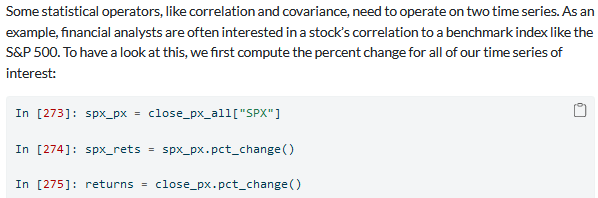 Some statistical operators, like correlation and covariance, need to operate on two time series. As an
example, financial analysts are often interested in a stock's correlation to a benchmark index like the
S&P 500. To have a look at this, we first compute the percent change for all of our time series of
interest:
In [273]: spx_px = close_px_all["SPX"]
In [274]: spx_rets = spx_px.pct_change()
In [275]: returns = close_px.pct_change()